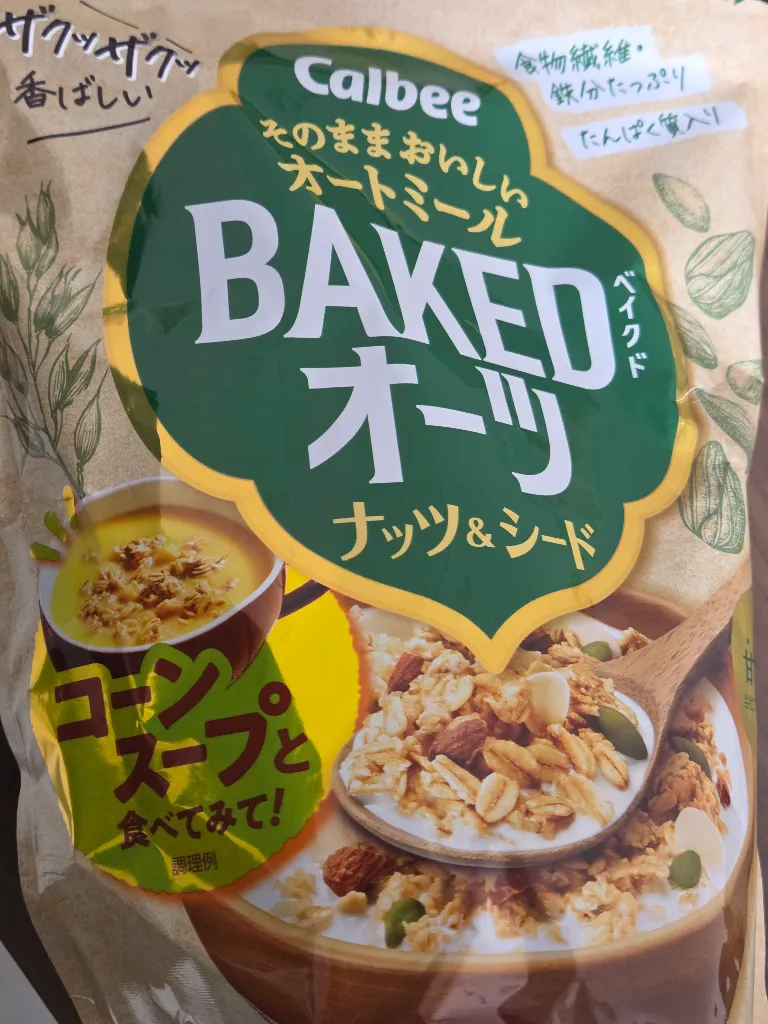 ザクッザクッ
香ばしい
Calbee
食物繊維・
鉄分たっぷり
たんぱく質入り
そのままおいしい
オートミール
BAKED
ベイクド
オーツ
ナッツ&シード
コーン
スープと
食べてみて!
調理例